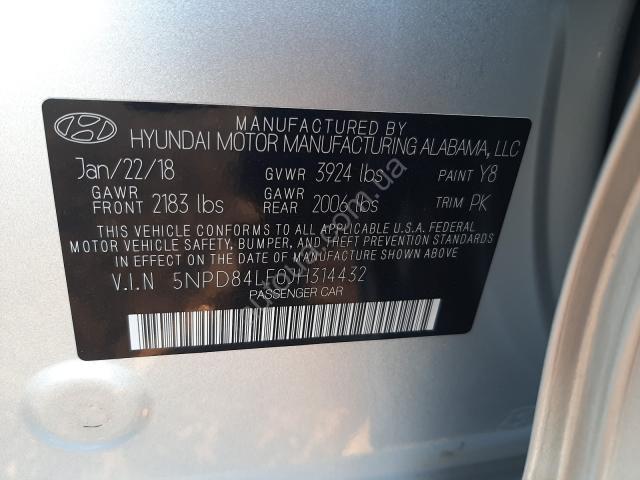 MANUFACTURED BY
HYUNDAI MOTOR MANUFACTURING ALABAMA, LLC
Jan/22/18 GVWR 3924 lbs PAINT Y8
GAWR FRONT 2183 lbs GAWR REAR 2006 lbs TRIM PK
THIS VEHICLE CONFORMS TO ALL APPLICABLE U.S.A. FEDERAL
MOTOR VEHICLE SAFETY, BUMPER, AND THEFT PREVENTION STANDARDS
IN EFFECT ON THE DATE OF MANUFACTURE SHOWN ABOVE
V.I.N 5NPD84LF0JH314432
PASSENGER CAR